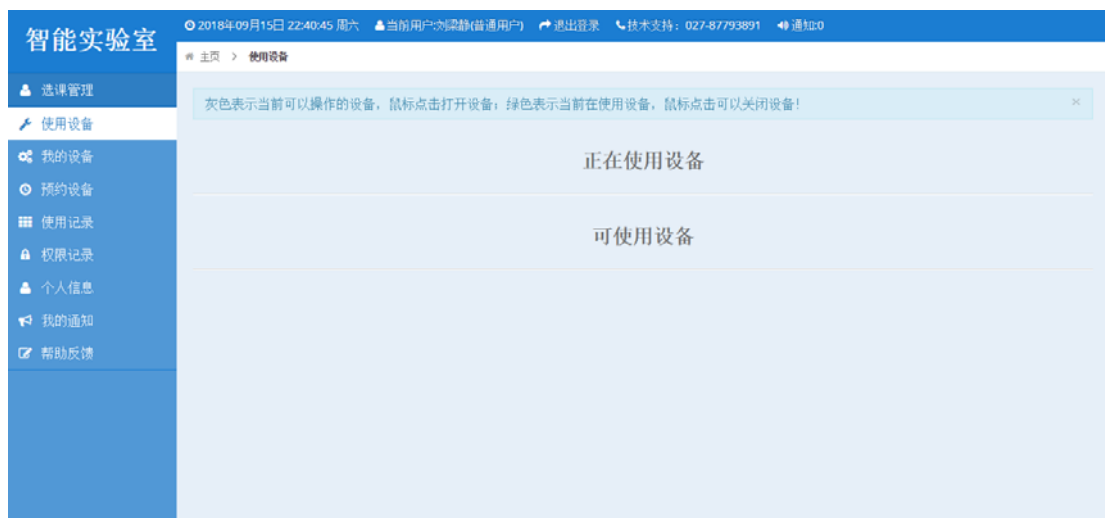 智能实验室
2018年09月15日 22:40:45 周六 当前用户:刘梁静(普通用户) 退出登录 技术支持：027-87793891 通知:0
主页 > 使用设备
选课管理
使用设备
我的设备
预约设备
使用记录
权限记录
个人信息
我的通知
帮助反馈
灰色表示当前可以操作的设备，鼠标点击打开设备；绿色表示当前在使用设备，鼠标点击可以关闭设备！ ×
正在使用设备
可使用设备